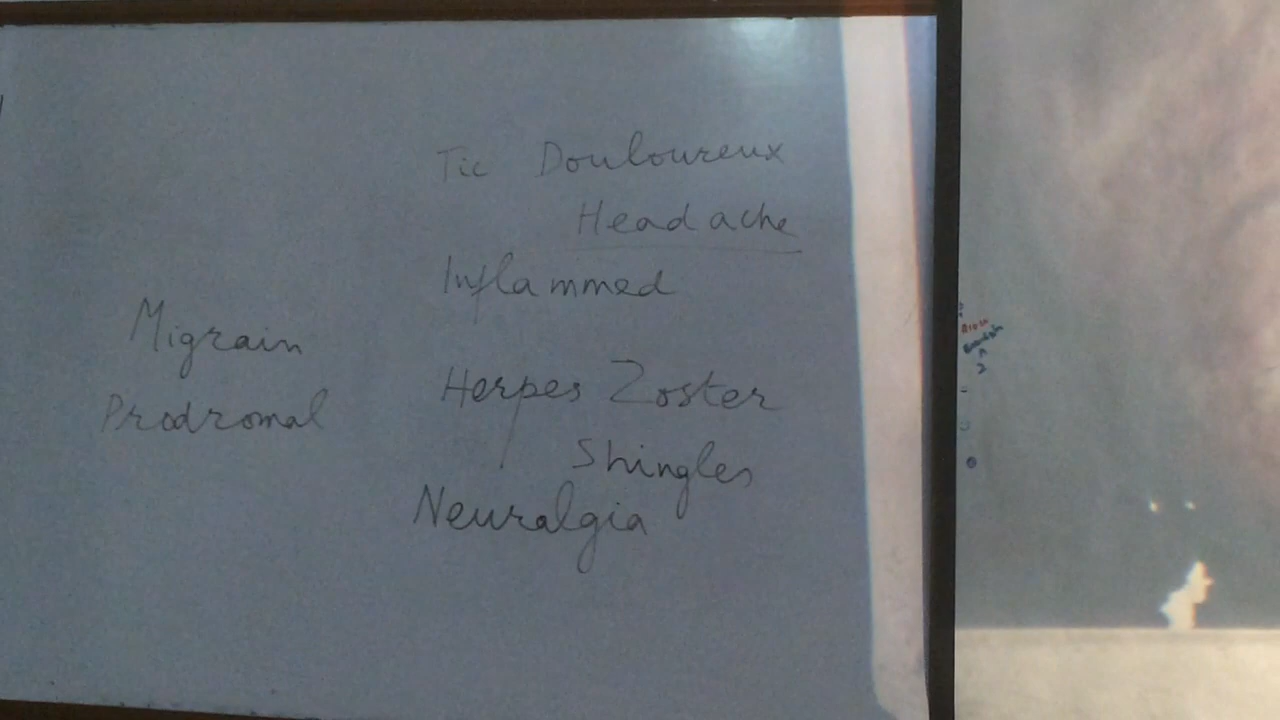 Tic Douloureux
Headache
Inflammed
Migrain
Prodromal
Herpes Zoster
Shingles
Neuralgia